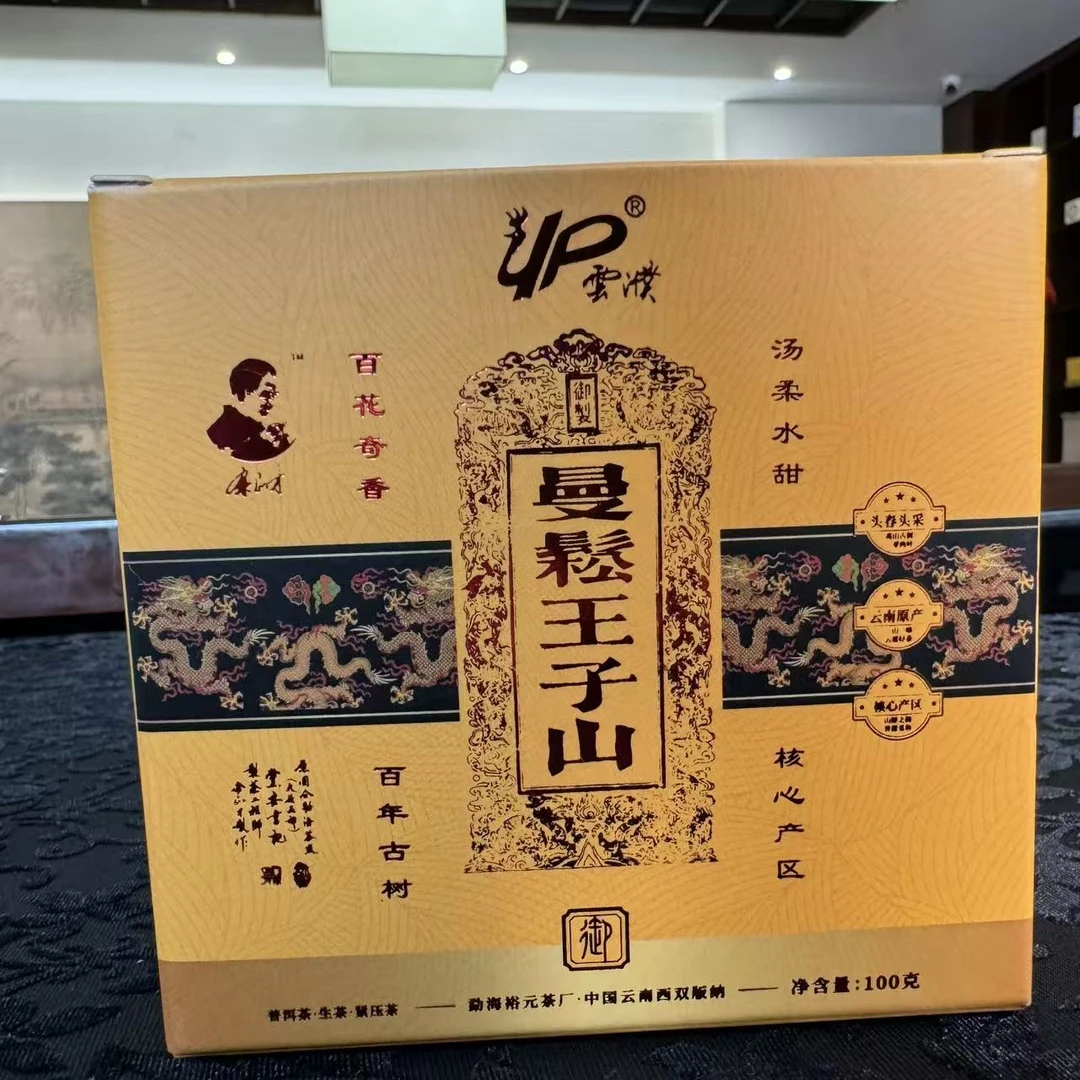 YP®
雲濮
TM
百花奇香
汤柔水甜
御製
曼鬆王子山
头春头采
云南原产
核心产区
百年古树
核心产区
御
普洱茶·生茶·紧压茶 —— 勐海裕元茶厂·中国云南西双版纳 —— 净含量:100克